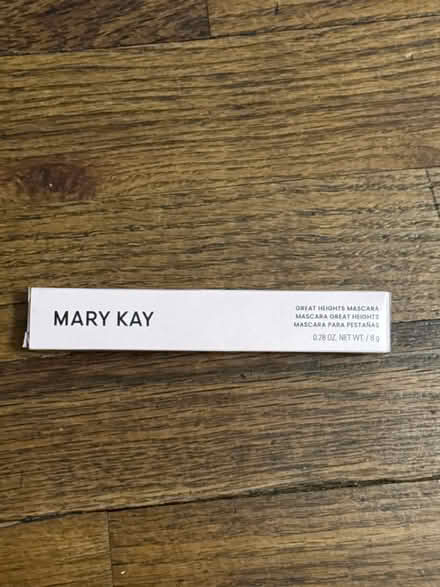 MARY KAY
GREAT HEIGHTS MASCARA
MASCARA GREAT HEIGHTS
MASCARA PARA PESTAÑAS
0.28 OZ. NET WT. / 8 g